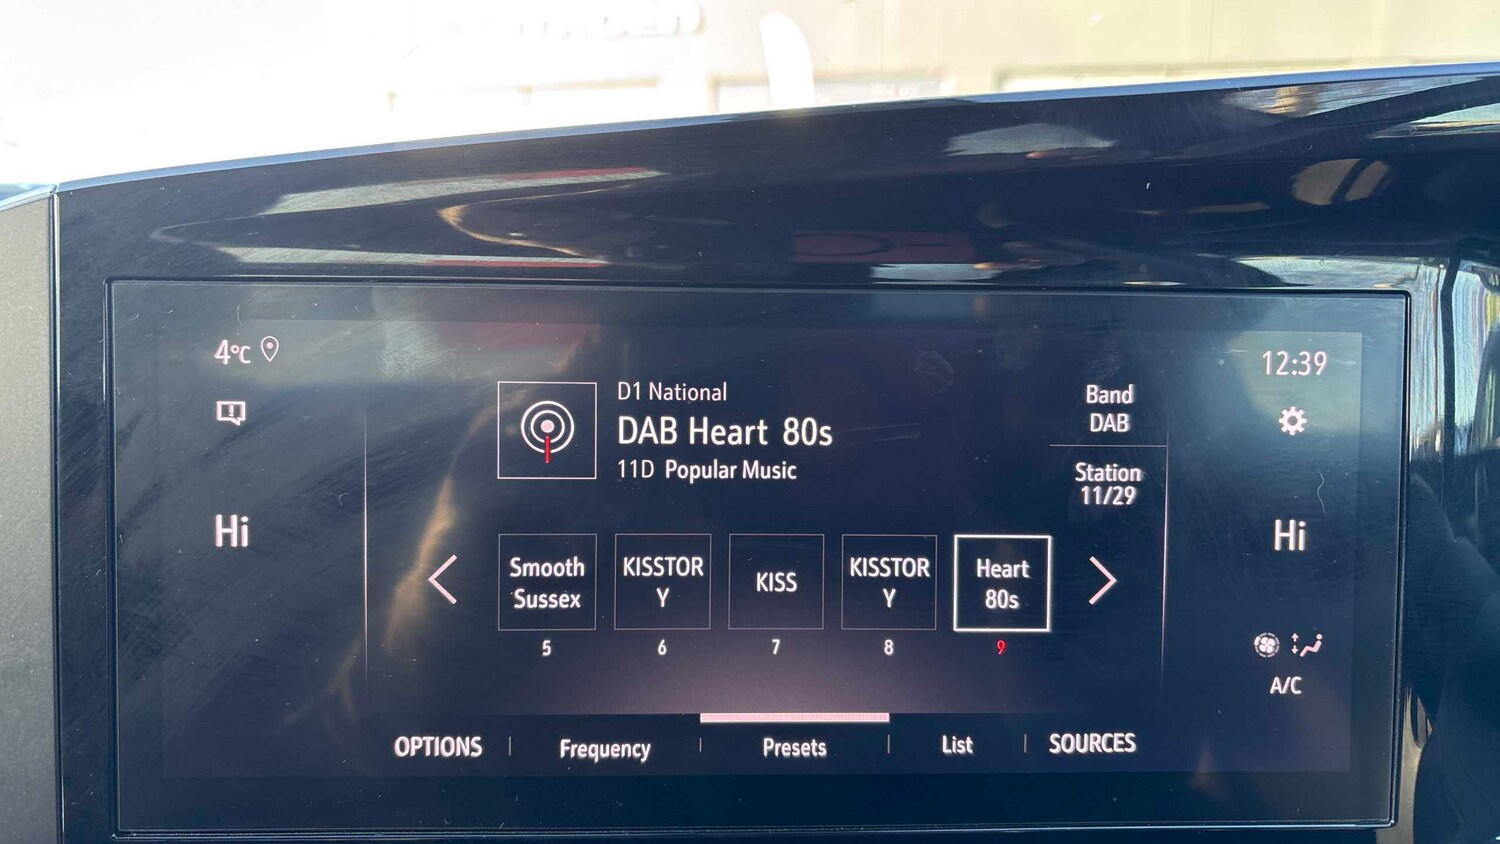 4°C
12:39
D1 National
DAB Heart 80s
11D Popular Music
Band
DAB
Station
11/29
Hi
Hi
Smooth
Sussex
KISSTOR
Y
KISS
KISSTOR
Y
Heart
80s
5
6
7
8
9
A/C
OPTIONS
Frequency
Presets
List
SOURCES